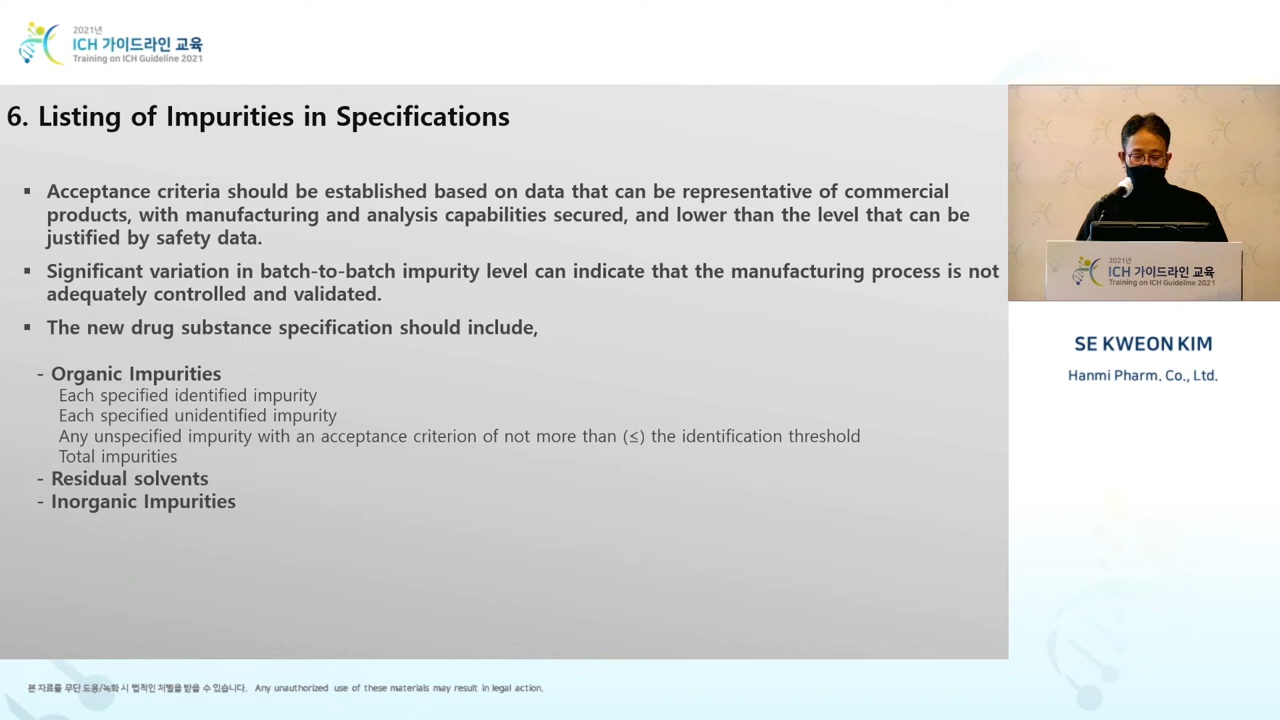 2021년
ICH 가이드라인 교육
Training on ICH Guideline 2021
6. Listing of Impurities in Specifications
▪ Acceptance criteria should be established based on data that can be representative of commercial
products, with manufacturing and analysis capabilities secured, and lower than the level that can be
justified by safety data.
▪ Significant variation in batch-to-batch impurity level can indicate that the manufacturing process is not
adequately controlled and validated.
▪ The new drug substance specification should include,
- Organic Impurities
Each specified identified impurity
Each specified unidentified impurity
Any unspecified impurity with an acceptance criterion of not more than (≤) the identification threshold
Total impurities
- Residual solvents
- Inorganic Impurities
2021년
ICH 가이드라인 교육
Training on ICH Guideline 2021
SE KWEON KIM
Hanmi Pharm. Co., Ltd.
본 자료를 무단 도용/녹화 시 법적인 처벌을 받을 수 있습니다. Any unauthorized use of these materials may result in legal action.